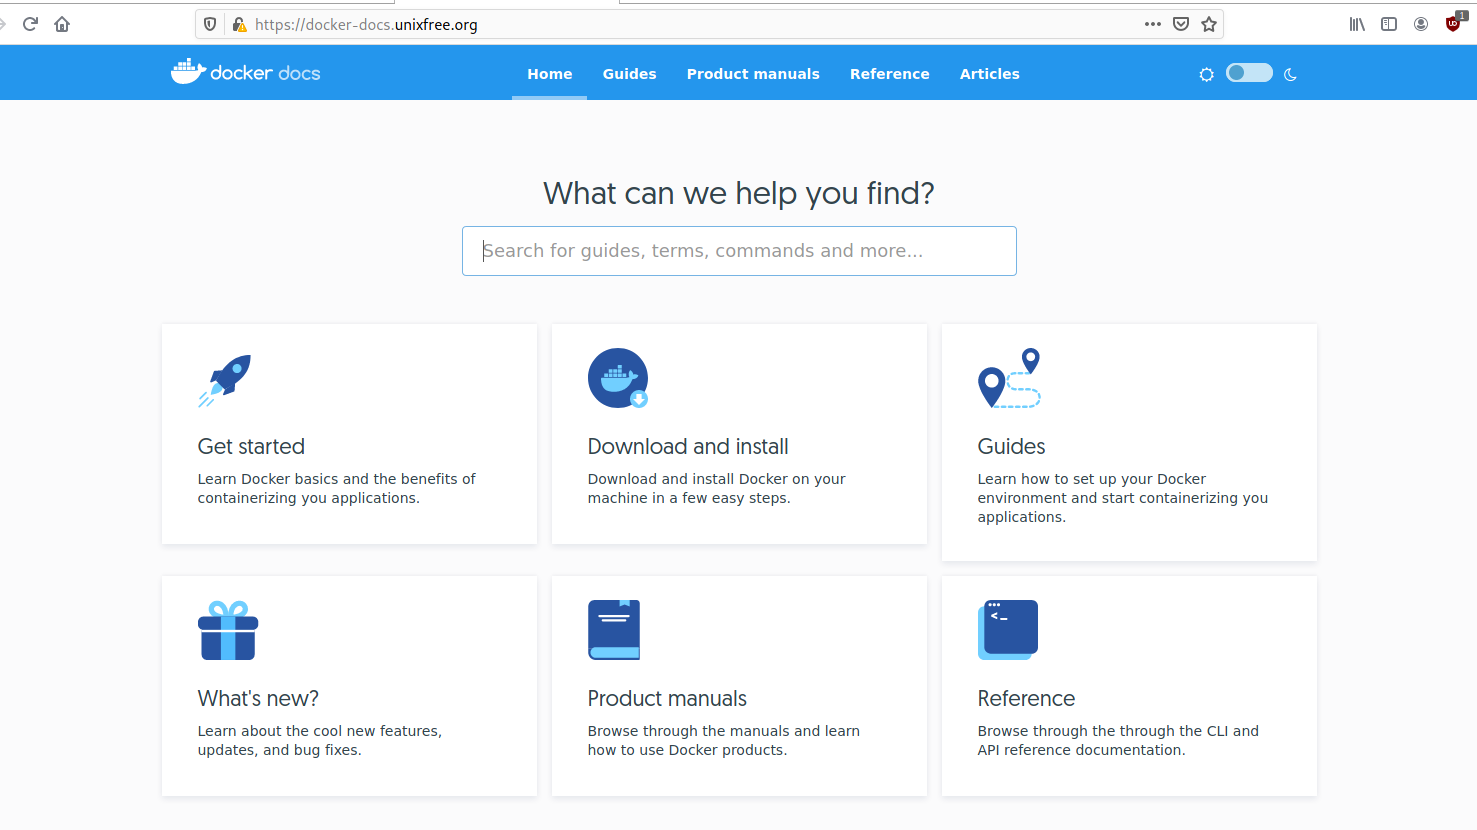 https://docker-docs.unixfree.org
1
docker docs
Home Guides Product manuals Reference Articles
What can we help you find?
Search for guides, terms, commands and more...
Get started
Learn Docker basics and the benefits of
containerizing you applications.
Download and install
Download and install Docker on your
machine in a few easy steps.
Guides
Learn how to set up your Docker
environment and start containerizing you
applications.
What's new?
Learn about the cool new features,
updates, and bug fixes.
Product manuals
Browse through the manuals and learn
how to use Docker products.
Reference
Browse through the through the CLI and
API reference documentation.